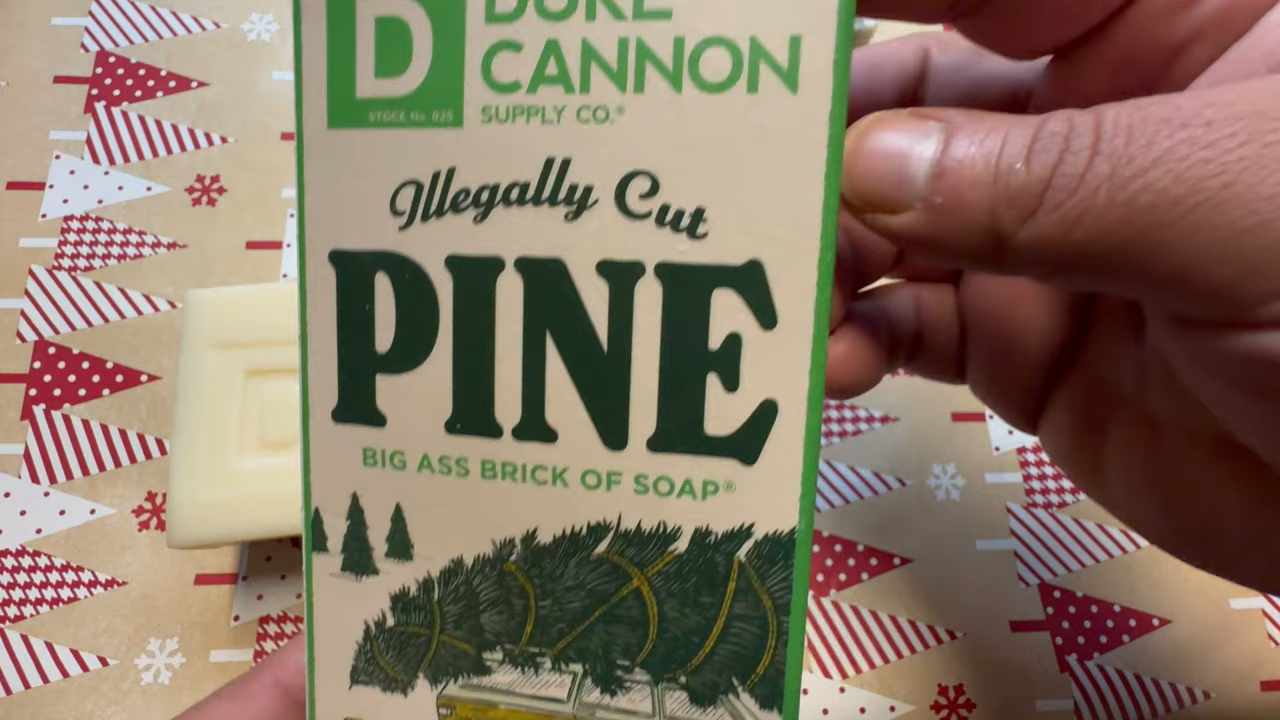 D
STOCK No. 025
DUKE
CANNON
SUPPLY CO.®
Illegally Cut
PINE
BIG ASS BRICK OF SOAP®